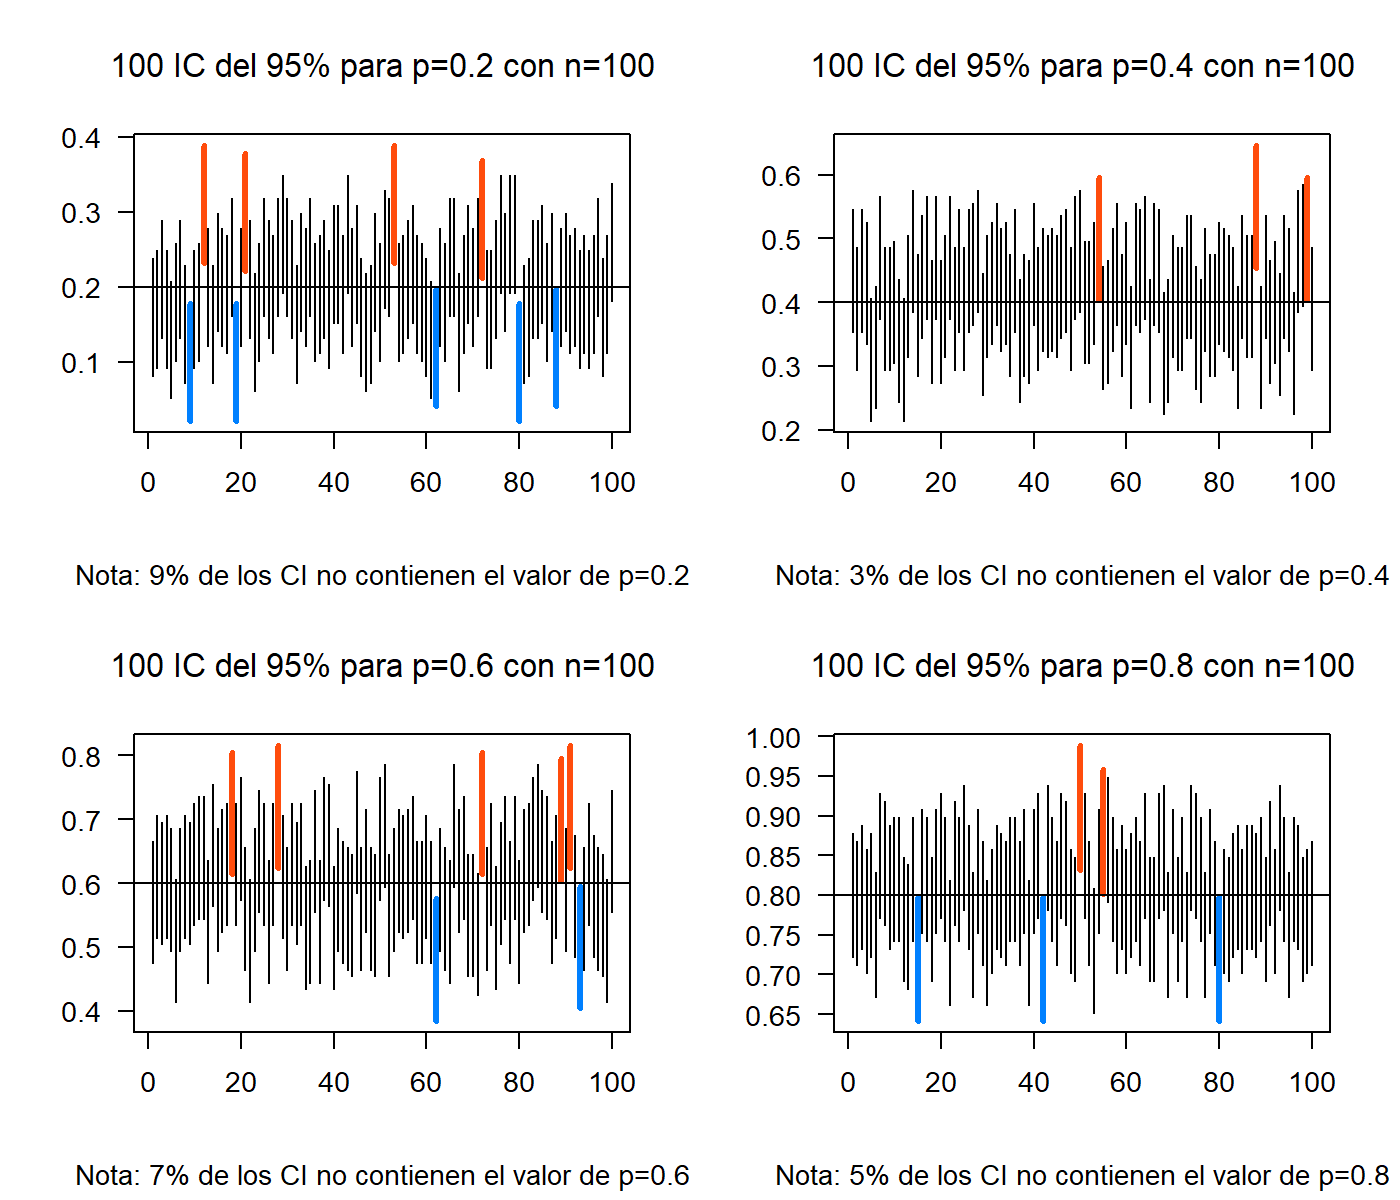 100 IC del 95% para p=0.2 con n=100
0.4
0.3
0.2
0.1
0 20 40 60 80 100
Nota: 9% de los CI no contienen el valor de p=0.2
100 IC del 95% para p=0.4 con n=100
0.6
0.5
0.4
0.3
0.2
0 20 40 60 80 100
Nota: 3% de los CI no contienen el valor de p=0.4
100 IC del 95% para p=0.6 con n=100
0.8
0.7
0.6
0.5
0.4
0 20 40 60 80 100
Nota: 7% de los CI no contienen el valor de p=0.6
100 IC del 95% para p=0.8 con n=100
1.00
0.95
0.90
0.85
0.80
0.75
0.70
0.65
0 20 40 60 80 100
Nota: 5% de los CI no contienen el valor de p=0.8